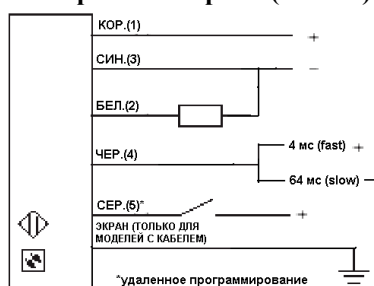 КОР.(1)
+
СИН.(3)
–
БЕЛ.(2)
4 мс (fast) +
ЧЕР.(4)
64 мс (slow) –
СЕР.(5)*
+
ЭКРАН (ТОЛЬКО ДЛЯ
МОДЕЛЕЙ С КАБЕЛЕМ)
*удаленное программирование